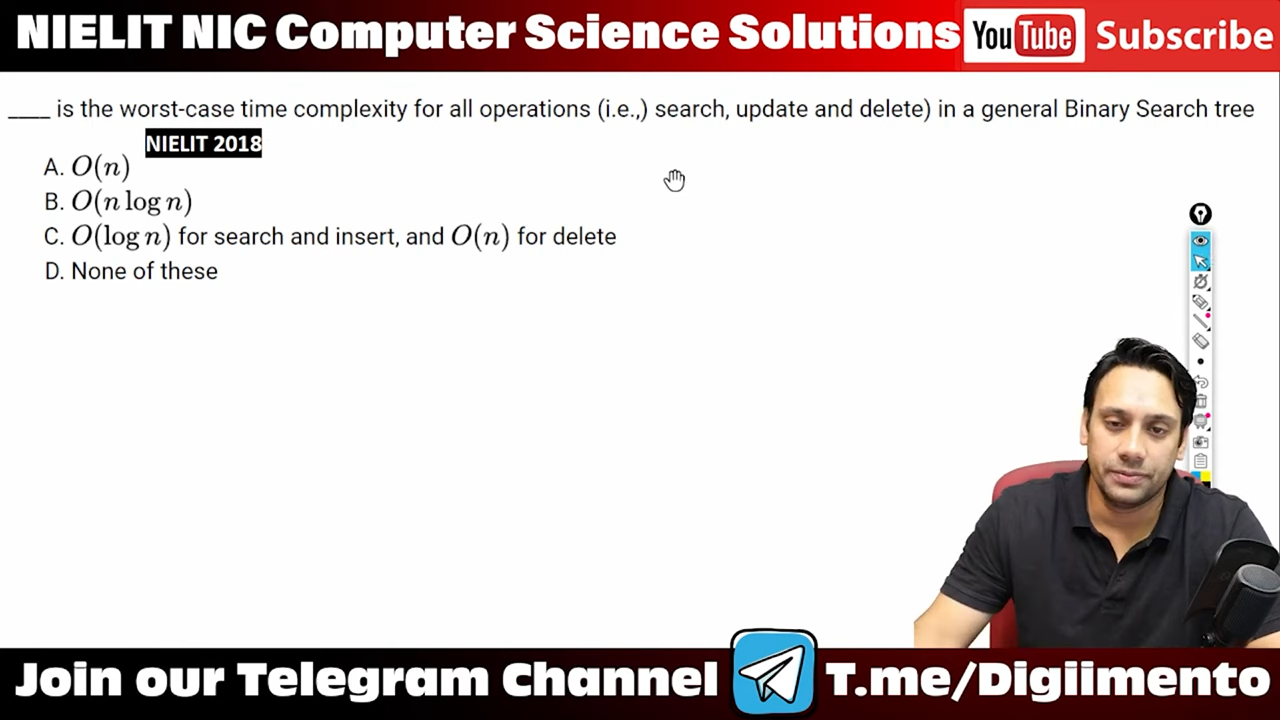 NIELIT NIC Computer Science Solutions YouTube Subscribe
____ is the worst-case time complexity for all operations (i.e.,) search, update and delete) in a general Binary Search tree
NIELIT 2018
A. O(n)
B. O(n log n)
C. O(log n) for search and insert, and O(n) for delete
D. None of these
Join our Telegram Channel T.me/Digiimento